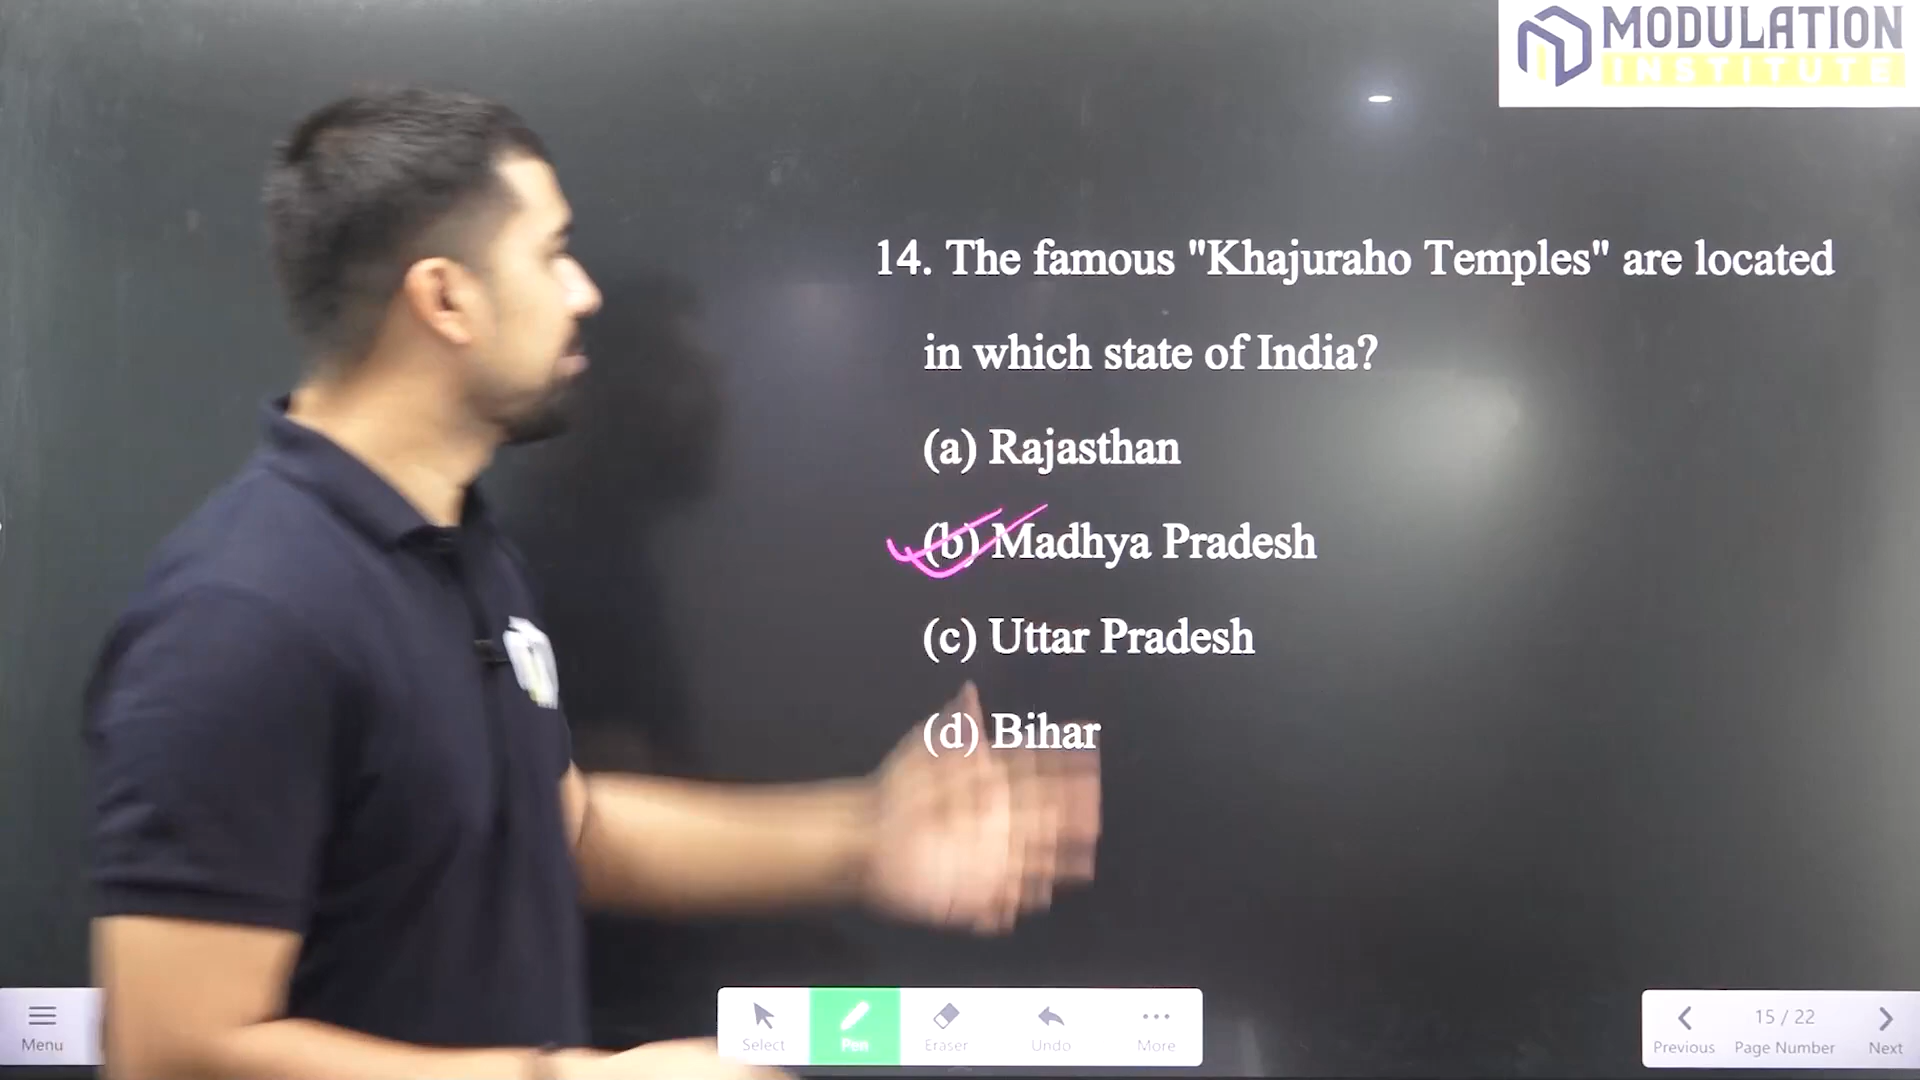 MODULATION
INSTITUTE
14. The famous "Khajuraho Temples" are located
in which state of India?
(a) Rajasthan
(b) Madhya Pradesh
(c) Uttar Pradesh
(d) Bihar
Menu
Select
Pen
Eraser
Undo
More
15 / 22
Previous
Page Number
Next